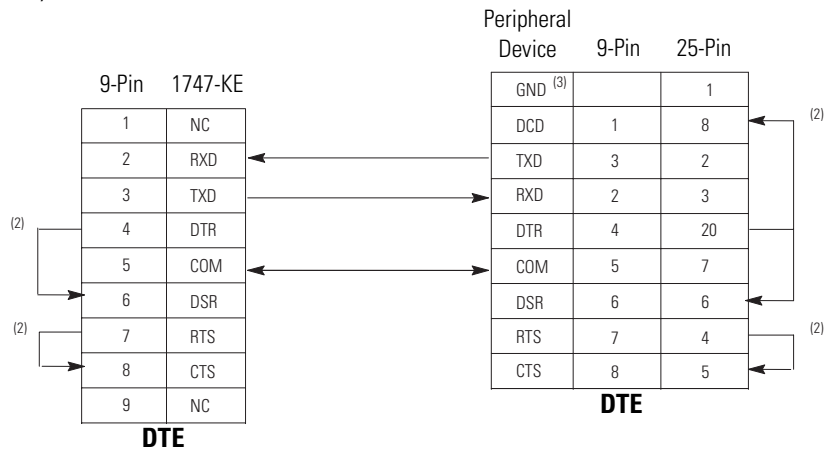 Peripheral
Device 9-Pin 25-Pin
9-Pin 1747-KE
GND (3) 1
DCD 1 8 (2)
TXD 3 2
RXD 2 3
DTR 4 20
COM 5 7
DSR 6 6
RTS 7 4 (2)
CTS 8 5
DTE
1 NC
2 RXD
3 TXD
(2) 4 DTR
5 COM
6 DSR
(2) 7 RTS
8 CTS
9 NC
DTE